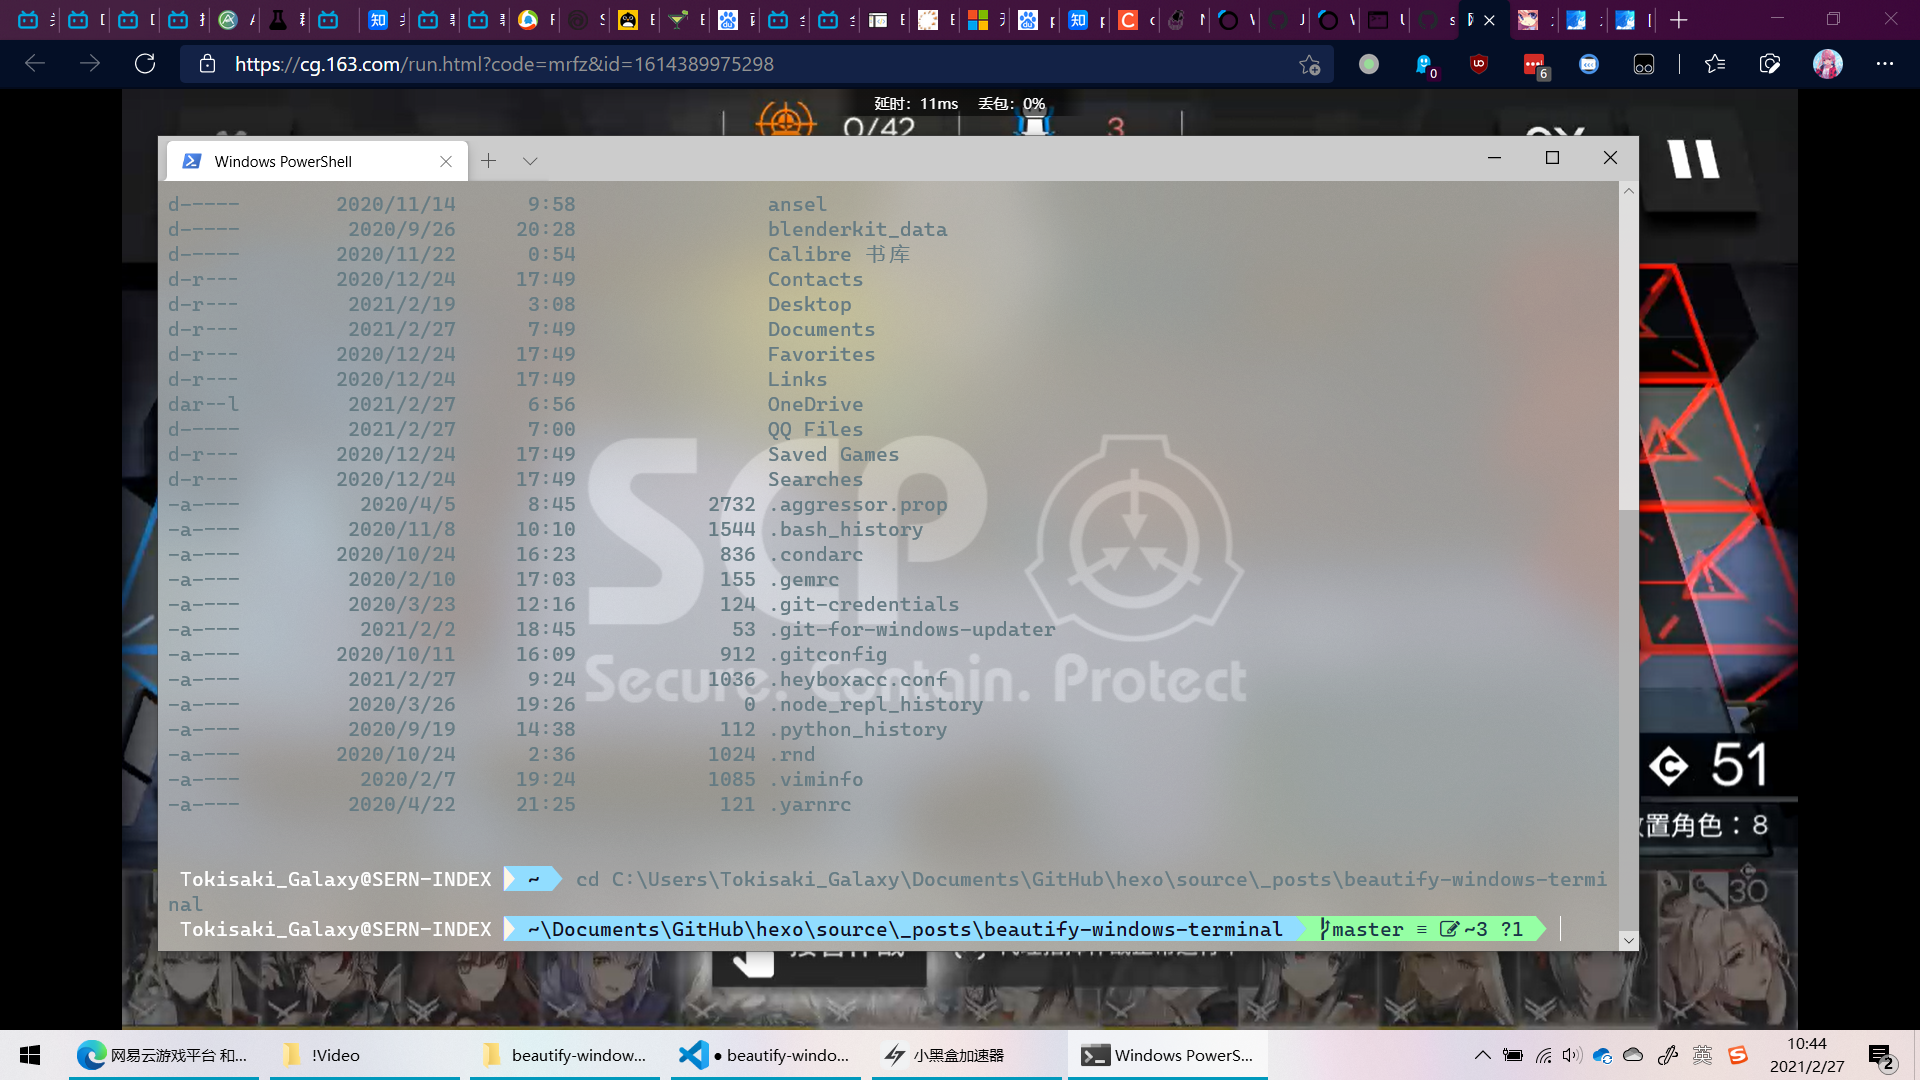 https://cg.163.com/run.html?code=mrfz&id=1614389975298
0
6
延时：11ms 丢包：0%
0/42
3
Windows PowerShell
d----- 2020/11/14 9:58 ansel
d----- 2020/9/26 20:28 blenderkit_data
d----- 2020/11/22 0:54 Calibre 书库
d-r--- 2020/12/24 17:49 Contacts
d-r--- 2021/2/19 3:08 Desktop
d-r--- 2021/2/27 7:49 Documents
d-r--- 2020/12/24 17:49 Favorites
d-r--- 2020/12/24 17:49 Links
dar--l 2021/2/27 6:56 OneDrive
d----- 2021/2/27 7:00 QQ Files
d-r--- 2020/12/24 17:49 Saved Games
d-r--- 2020/12/24 17:49 Searches
-a---- 2020/4/5 8:45 2732 .aggressor.prop
-a---- 2020/11/8 10:10 1544 .bash_history
-a---- 2020/10/24 16:23 836 .condarc
-a---- 2020/2/10 17:03 155 .gemrc
-a---- 2020/3/23 12:16 124 .git-credentials
-a---- 2021/2/2 18:45 53 .git-for-windows-updater
-a---- 2020/10/11 16:09 912 .gitconfig
-a---- 2021/2/27 9:24 1036 .heyboxacc.conf
-a---- 2020/3/26 19:26 0 .node_repl_history
-a---- 2020/9/19 14:38 112 .python_history
-a---- 2020/10/24 2:36 1024 .rnd
-a---- 2020/2/7 19:24 1085 .viminfo
-a---- 2020/4/22 21:25 121 .yarnrc
SCP
Secure. Contain. Protect
51
置角色：8
30
Tokisaki_Galaxy@SERN-INDEX ~ cd C:\Users\Tokisaki_Galaxy\Documents\GitHub\hexo\source\_posts\beautify-windows-termi
nal
Tokisaki_Galaxy@SERN-INDEX ~\Documents\GitHub\hexo\source\_posts\beautify-windows-terminal master ≡ ~3 ?1
网易云游戏平台 和...
!Video
beautify-window...
● beautify-windo...
小黑盒加速器
Windows PowerS...
英
10:44
2021/2/27
2